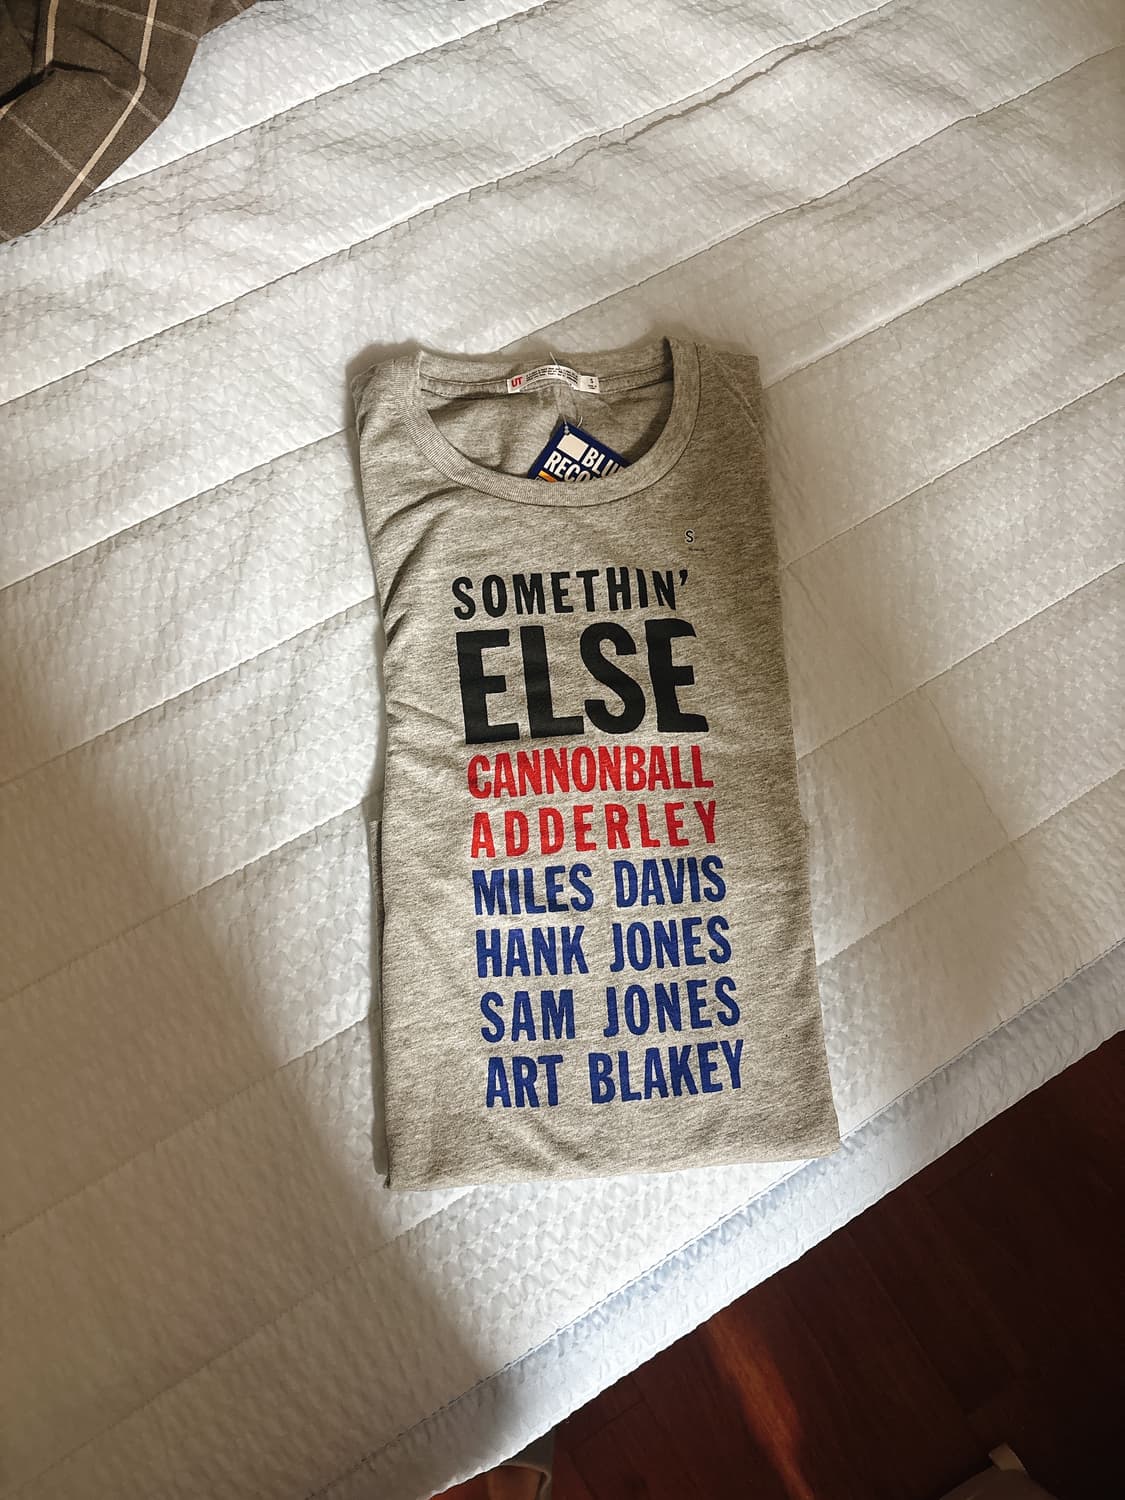 UT
S
BLU
RECO
S
SOMETHIN'
ELSE
CANNONBALL
ADDERLEY
MILES DAVIS
HANK JONES
SAM JONES
ART BLAKEY